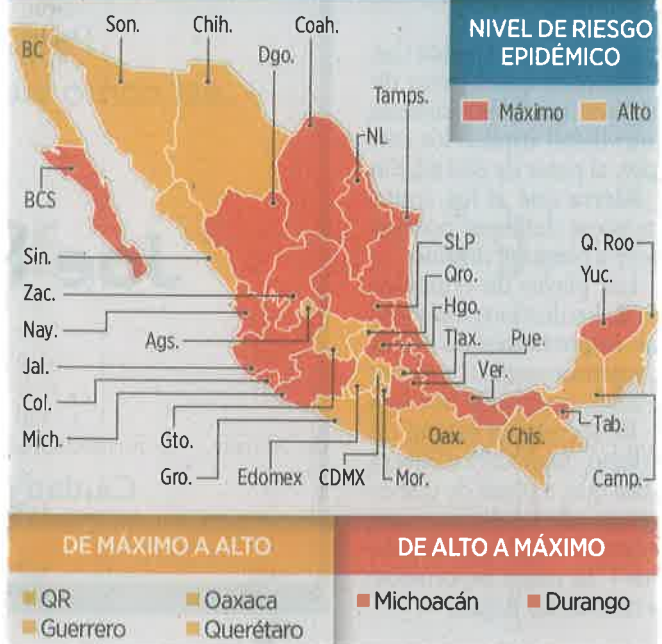 NIVEL DE RIESGO
EPIDÉMICO
Máximo Alto
Son.
Chih.
Coah.
BC
Dgo.
Tamps.
NL
BCS
SLP
Q. Roo
Sin.
Qro.
Yuc.
Zac.
Hgo.
Nay.
Ags.
Tlax.
Pue.
Jal.
Ver.
Col.
Mich.
Gto.
Oax.
Chis.
Tab.
Gro.
Edomex
CDMX
Mor.
Camp.
DE MÁXIMO A ALTO
QR
Oaxaca
Guerrero
Querétaro
DE ALTO A MÁXIMO
Michoacán
Durango